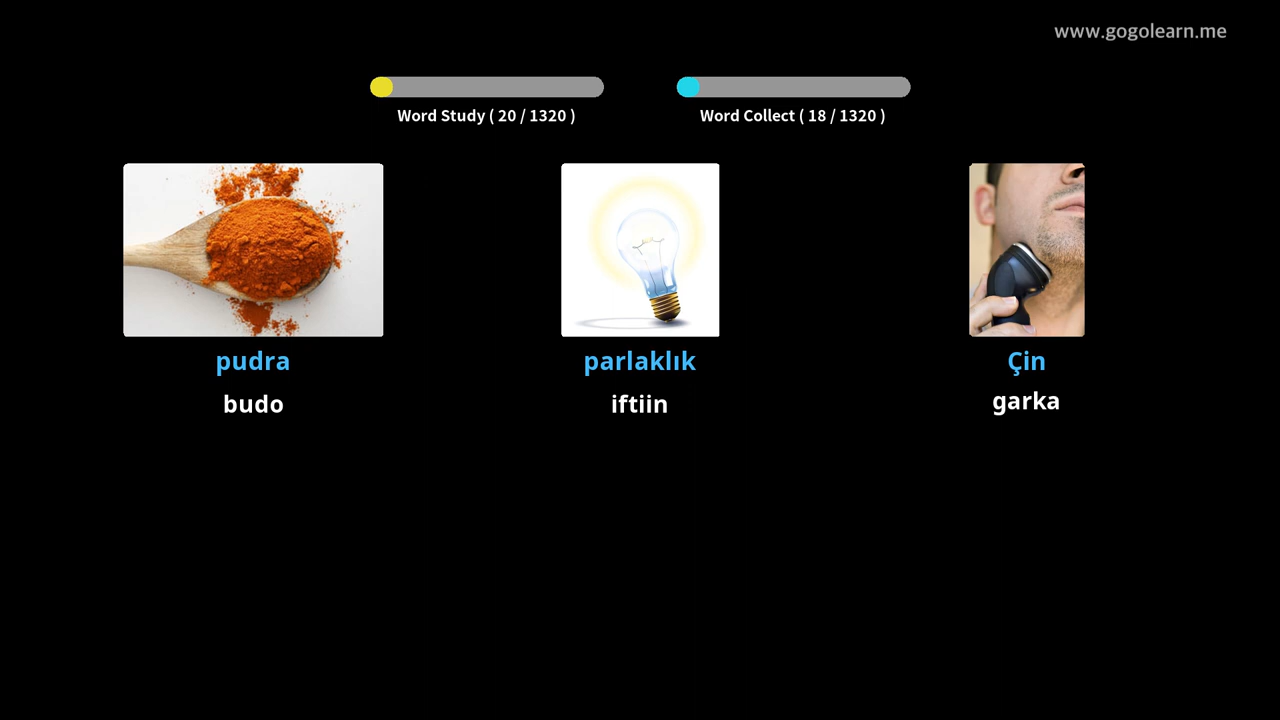 www.gogolearn.me
Word Study ( 20 / 1320 )
Word Collect ( 18 / 1320 )
pudra
parlaklık
Çin
budo
iftiin
garka